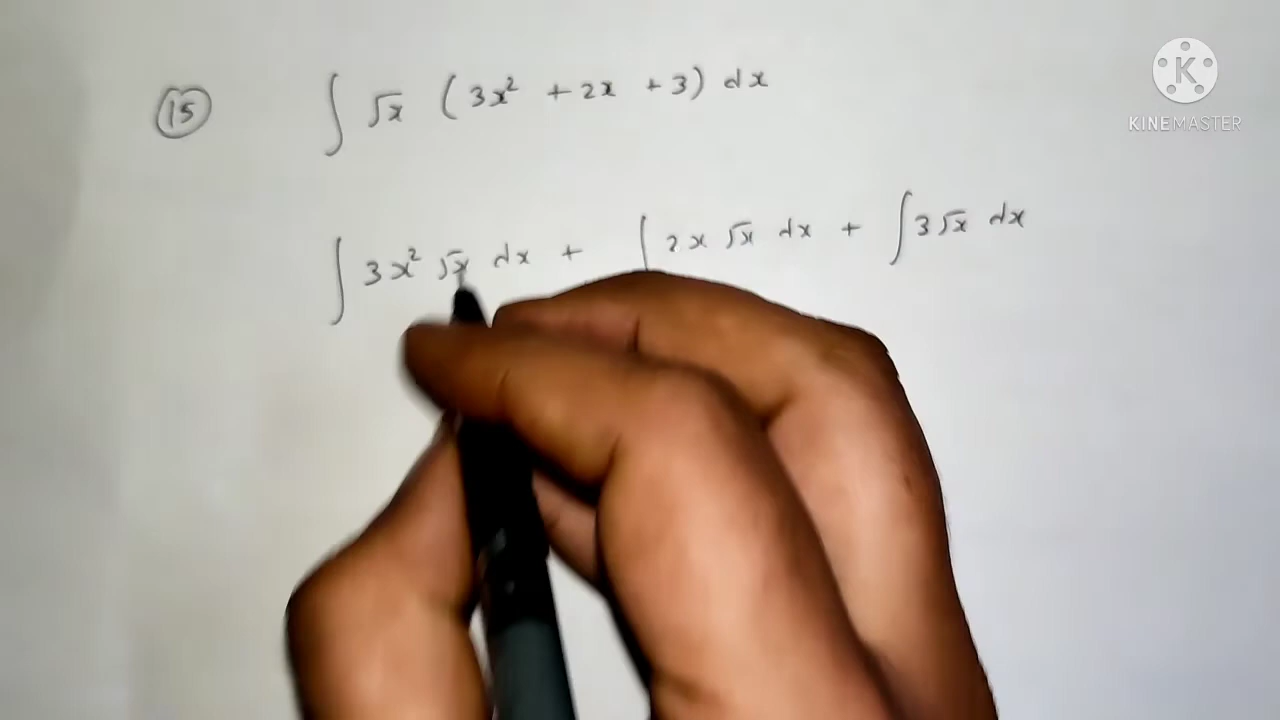 15 ∫ √x (3x² + 2x + 3) dx
KINEMASTER
∫ 3x² √x dx + ∫ 2x √x dx + ∫ 3 √x dx